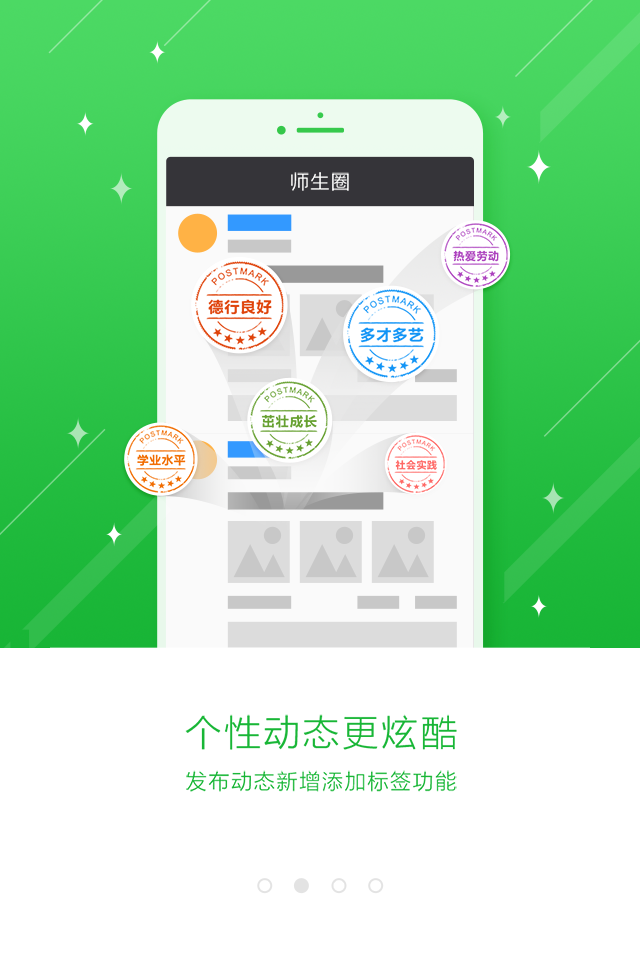 师生圈
POSTMARK
热爱劳动
POSTMARK
德行良好
POSTMARK
多才多艺
POSTMARK
茁壮成长
POSTMARK
学业水平
POSTMARK
社会实践
个性动态更炫酷
发布动态新增添加标签功能